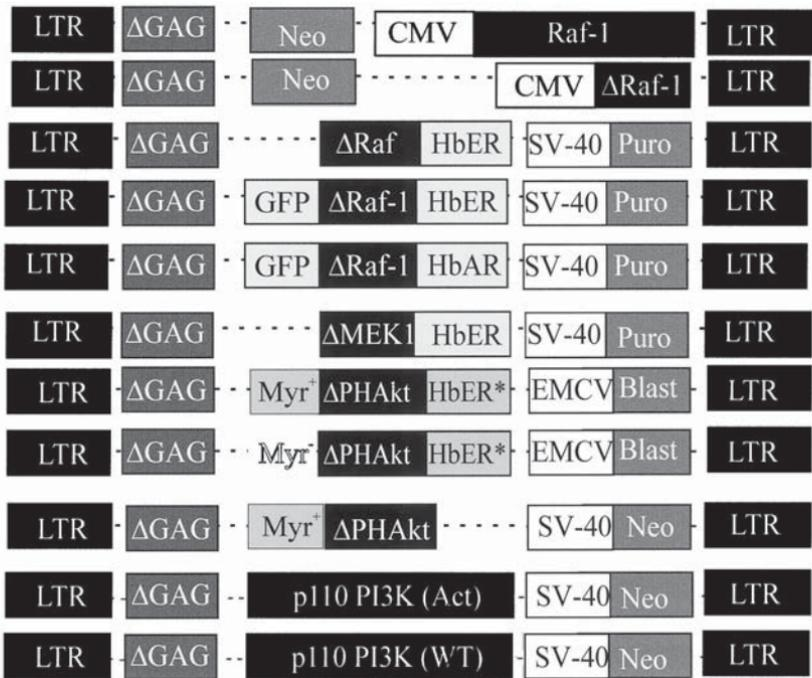 LTR ΔGAG Neo CMV Raf-1 LTR
LTR ΔGAG Neo CMV ΔRaf-1 LTR
LTR ΔGAG ΔRaf HbER SV-40 Puro LTR
LTR ΔGAG GFP ΔRaf-1 HbER SV-40 Puro LTR
LTR ΔGAG GFP ΔRaf-1 HbAR SV-40 Puro LTR
LTR ΔGAG ΔMEK1 HbER SV-40 Puro LTR
LTR ΔGAG Myr⁺ ΔPHAkt HbER* EMCV Blast LTR
LTR ΔGAG Myr⁻ ΔPHAkt HbER* EMCV Blast LTR
LTR ΔGAG Myr⁺ ΔPHAkt SV-40 Neo LTR
LTR ΔGAG p110 PI3K (Act) SV-40 Neo LTR
LTR ΔGAG p110 PI3K (WT) SV-40 Neo LTR